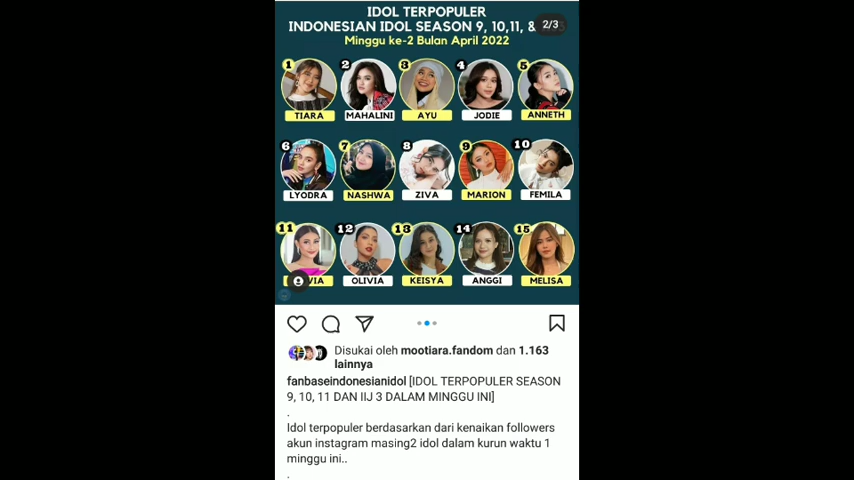 IDOL TERPOPULER
INDONESIAN IDOL SEASON 9, 10,11, &
2/3
Minggu ke-2 Bulan April 2022
1 2 3 4 5
TIARA MAHALINI AYU JODIE ANNETH
6 7 8 9 10
LYODRA NASHWA ZIVA MARION FEMILA
11 12 13 14 15
VIA OLIVIA KEISYA ANGGI MELISA
Disukai oleh mootiara.fandom dan 1.163
lainnya
fanbaseindonesianidol [IDOL TERPOPULER SEASON
9, 10, 11 DAN IIJ 3 DALAM MINGGU INI]
.
Idol terpopuler berdasarkan dari kenaikan followers
akun instagram masing2 idol dalam kurun waktu 1
minggu ini..
.